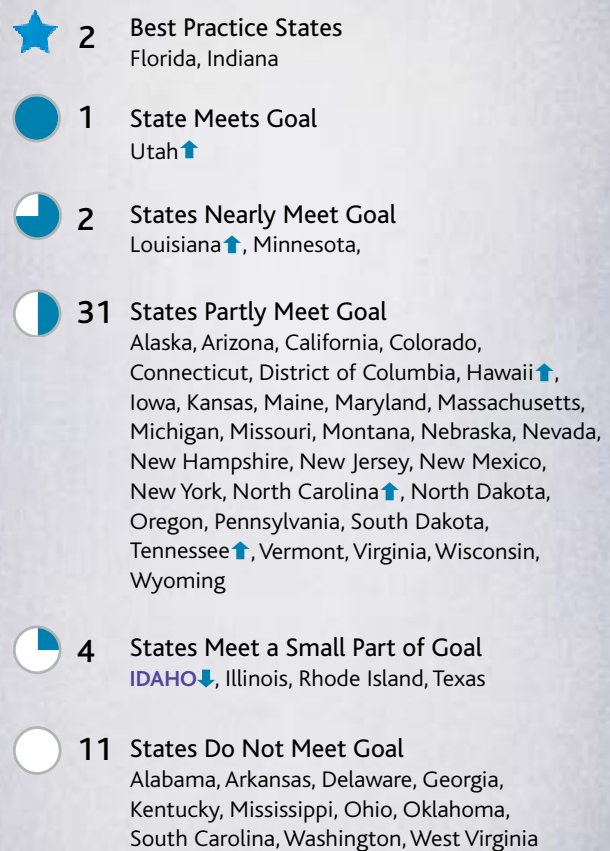 2 Best Practice States
Florida, Indiana
1 State Meets Goal
Utah⬆
2 States Nearly Meet Goal
Louisiana⬆, Minnesota,
31 States Partly Meet Goal
Alaska, Arizona, California, Colorado,
Connecticut, District of Columbia, Hawaii⬆,
Iowa, Kansas, Maine, Maryland, Massachusetts,
Michigan, Missouri, Montana, Nebraska, Nevada,
New Hampshire, New Jersey, New Mexico,
New York, North Carolina⬆, North Dakota,
Oregon, Pennsylvania, South Dakota,
Tennessee⬆, Vermont, Virginia, Wisconsin,
Wyoming
4 States Meet a Small Part of Goal
IDAHO⬇, Illinois, Rhode Island, Texas
11 States Do Not Meet Goal
Alabama, Arkansas, Delaware, Georgia,
Kentucky, Mississippi, Ohio, Oklahoma,
South Carolina, Washington, West Virginia